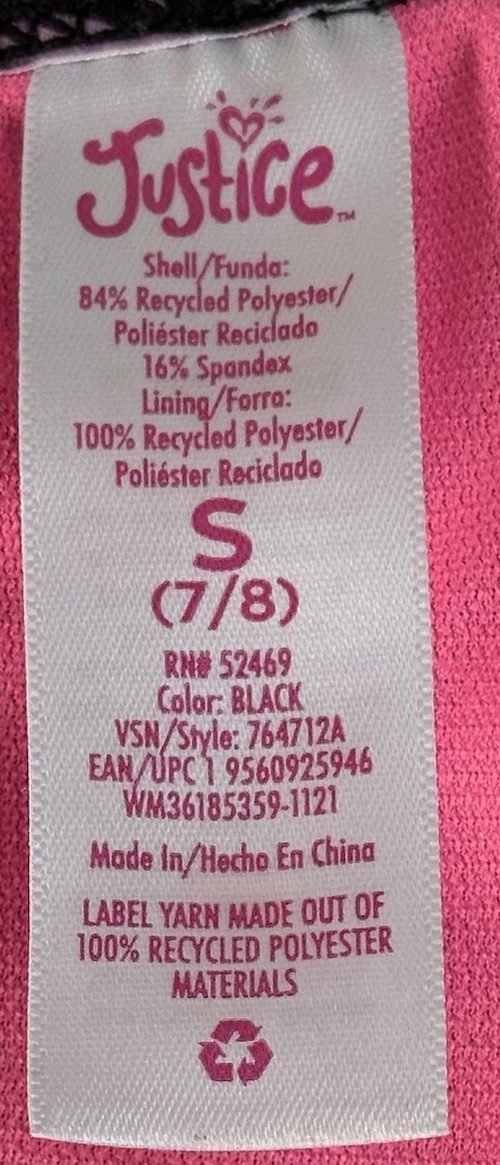 Justice™
Shell/Funda:
84% Recycled Polyester/
Poliéster Reciclado
16% Spandex
Lining/Forro:
100% Recycled Polyester/
Poliéster Reciclado
S
(7/8)
RN# 52469
Color: BLACK
VSN/Style: 764712A
EAN/UPC 1 9560925946
WM36185359-1121
Made In/Hecho En China
LABEL YARN MADE OUT OF
100% RECYCLED POLYESTER
MATERIALS